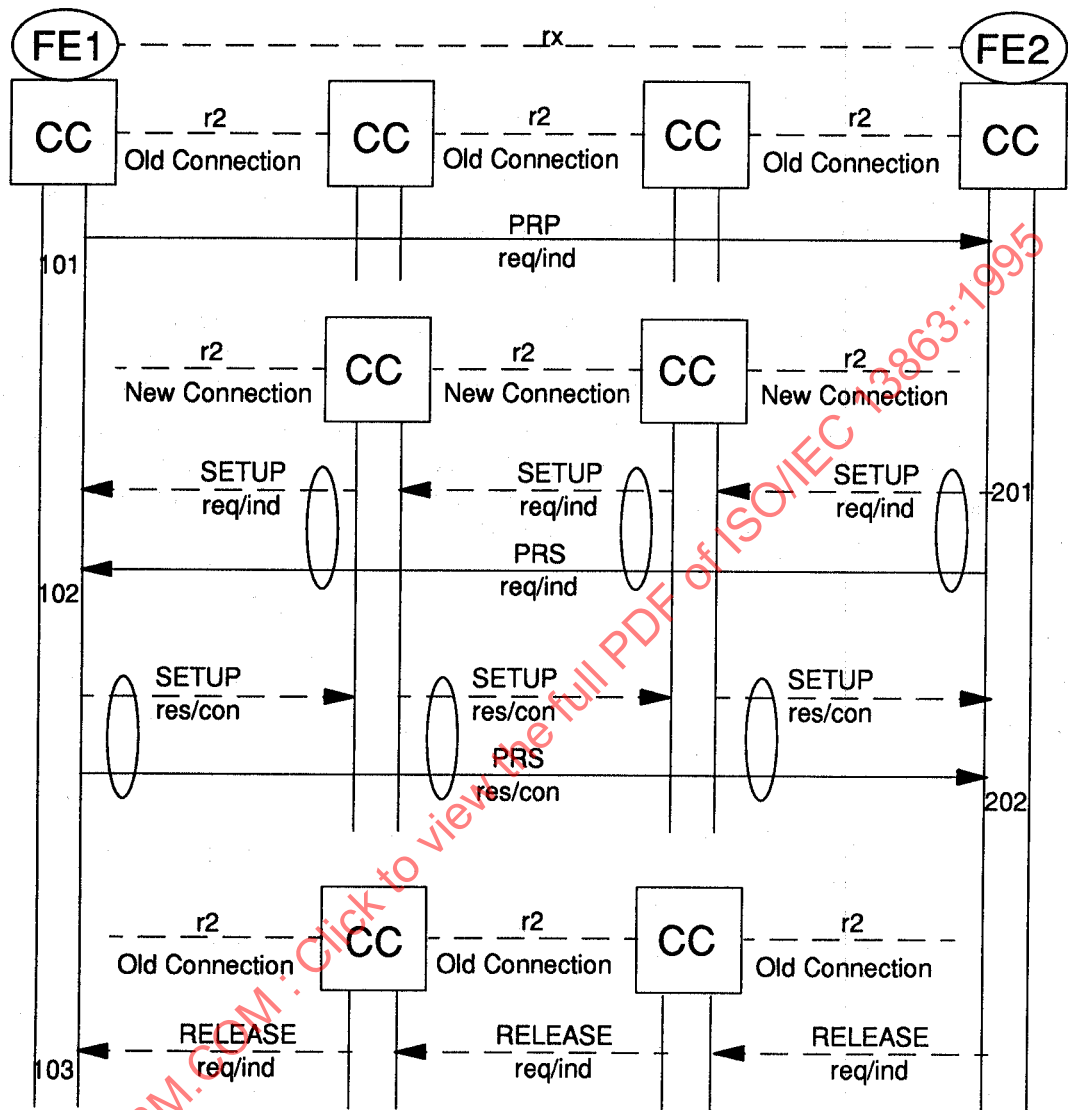 FE1 rx FE2
CC r2 CC r2 CC r2 CC
Old Connection Old Connection Old Connection
PRP
101 req/ind
r2 CC r2 CC r2
New Connection New Connection New Connection
SETUP SETUP SETUP
req/ind req/ind req/ind 201
PRS
102 req/ind
SETUP SETUP SETUP
res/con res/con res/con
PRS
res/con 202
r2 CC r2 CC r2
Old Connection Old Connection Old Connection
RELEASE RELEASE RELEASE
103 req/ind req/ind req/ind
M.COM : Click to view the full PDF of ISO/IEC 13863:1995